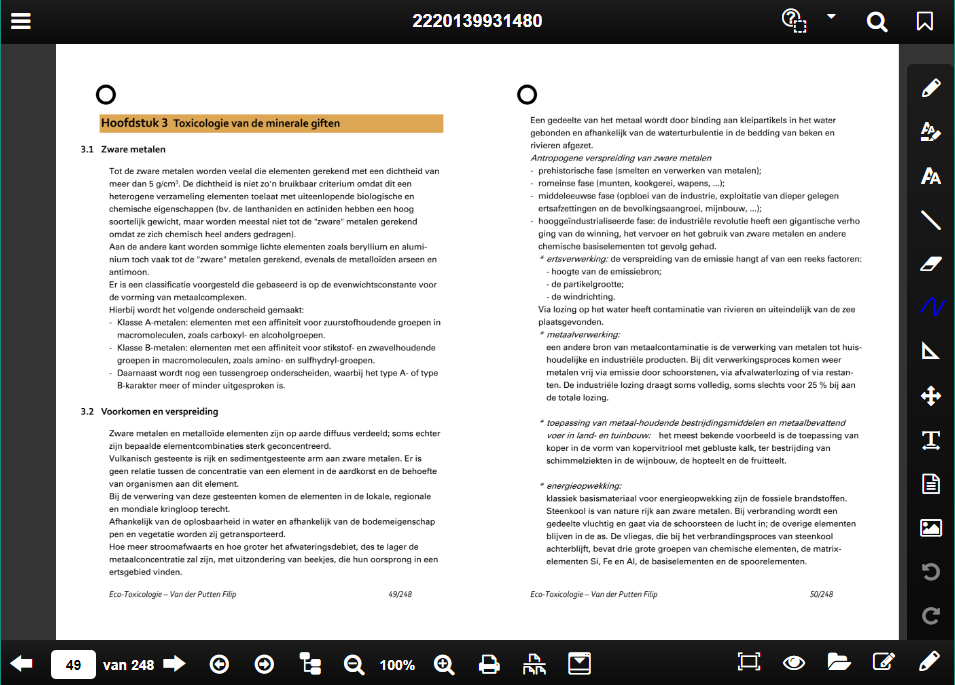 2220139931480
Hoofdstuk 3 Toxicologie van de minerale giften
3.1 Zware metalen
Tot de zware metalen worden veelal die elementen gerekend met een dichtheid van
meer dan 5 g/cm³. De dichtheid is niet zo'n bruikbaar criterium omdat dit een
heterogene verzameling elementen toelaat met uiteenlopende biologische en
chemische eigenschappen (bv. de lanthaniden en actiniden hebben een hoog
soortelijk gewicht, maar worden meestal niet tot de "zware" metalen gerekend
omdat ze zich chemisch heel anders gedragen).
Aan de andere kant worden sommige lichte elementen zoals beryllium en alumi-
nium toch vaak tot de "zware" metalen gerekend, evenals de metalloïden arseen en
antimoon.
Er is een classificatie voorgesteld die gebaseerd is op de evenwichtsconstante voor
de vorming van metaalcomplexen.
Hierbij wordt het volgende onderscheid gemaakt:
- Klasse A-metalen: elementen met een affiniteit voor zuurstofhoudende groepen in
macromoleculen, zoals carboxyl- en alcoholgroepen.
- Klasse B-metalen: elementen met een affiniteit voor stikstof- en zwavelhoudende
groepen in macromoleculen, zoals amino- en sulfhydryl-groepen.
- Daarnaast wordt nog een tussengroep onderscheiden, waarbij het type A- of type
B-karakter meer of minder uitgesproken is.
3.2 Voorkomen en verspreiding
Zware metalen en metalloïde elementen zijn op aarde diffuus verdeeld; soms echter
zijn bepaalde elementcombinaties sterk geconcentreerd.
Vulkanisch gesteente is rijk en sedimentgesteente arm aan zware metalen. Er is
geen relatie tussen de concentratie van een element in de aardkorst en de behoefte
van organismen aan dit element.
Bij de verwering van deze gesteenten komen de elementen in de lokale, regionale
en mondiale kringloop terecht.
Afhankelijk van de oplosbaarheid in water en afhankelijk van de bodemeigenschap
pen en vegetatie worden zij getransporteerd.
Hoe meer stroomafwaarts en hoe groter het afwateringsdebiet, des te lager de
metaalconcentratie zal zijn, met uitzondering van beekjes, die hun oorsprong in een
ertsgebied vinden.
Eco-Toxicologie – Van der Putten Filip 49/248
Een gedeelte van het metaal wordt door binding aan kleipartikels in het water
gebonden en afhankelijk van de waterturbulentie in de bedding van beken en
rivieren afgezet.
Antropogene verspreiding van zware metalen
- prehistorische fase (smelten en verwerken van metalen);
- romeinse fase (munten, kookgerei, wapens, ...);
- middeleeuwse fase (opbloei van de industrie, exploitatie van dieper gelegen
ertsafzettingen en de bevolkingsaangroei, mijnbouw, ...);
- hooggeïndustrialiseerde fase: de industriële revolutie heeft een gigantische verho
ging van de winning, het vervoer en het gebruik van zware metalen en andere
chemische basiselementen tot gevolg gehad.
* ertsverwerking: de verspreiding van de emissie hangt af van een reeks factoren:
- hoogte van de emissiebron;
- de partikelgrootte;
- de windrichting.
Via lozing op het water heeft contaminatie van rivieren en uiteindelijk van de zee
plaatsgevonden.
* metaalverwerking:
een andere bron van metaalcontaminatie is de verwerking van metalen tot huis-
houdelijke en industriële producten. Bij dit verwerkingsproces komen weer
metalen vrij via emissie door schoorstenen, via afvalwaterlozing of via restan-
ten. De industriële lozing draagt soms volledig, soms slechts voor 25 % bij aan
de totale lozing.
* toepassing van metaal-houdende bestrijdingsmiddelen en metaalbevattend
voer in land- en tuinbouw: het meest bekende voorbeeld is de toepassing van
koper in de vorm van kopervitriool met gebluste kalk, ter bestrijding van
schimmelziekten in de wijnbouw, de hopteelt en de fruitteelt.
* energieopwekking:
klassiek basismateriaal voor energieopwekking zijn de fossiele brandstoffen.
Steenkool is van nature rijk aan zware metalen. Bij verbranding wordt een
gedeelte vluchtig en gaat via de schoorsteen de lucht in; de overige elementen
blijven in de as. De vliegas, die bij het verbrandingsproces van steenkool
achterblijft, bevat drie grote groepen van chemische elementen, de matrix-
elementen Si, Fe en Al, de basiselementen en de spoorelementen.
Eco-Toxicologie – Van der Putten Filip 50/248
49 van 248 100%